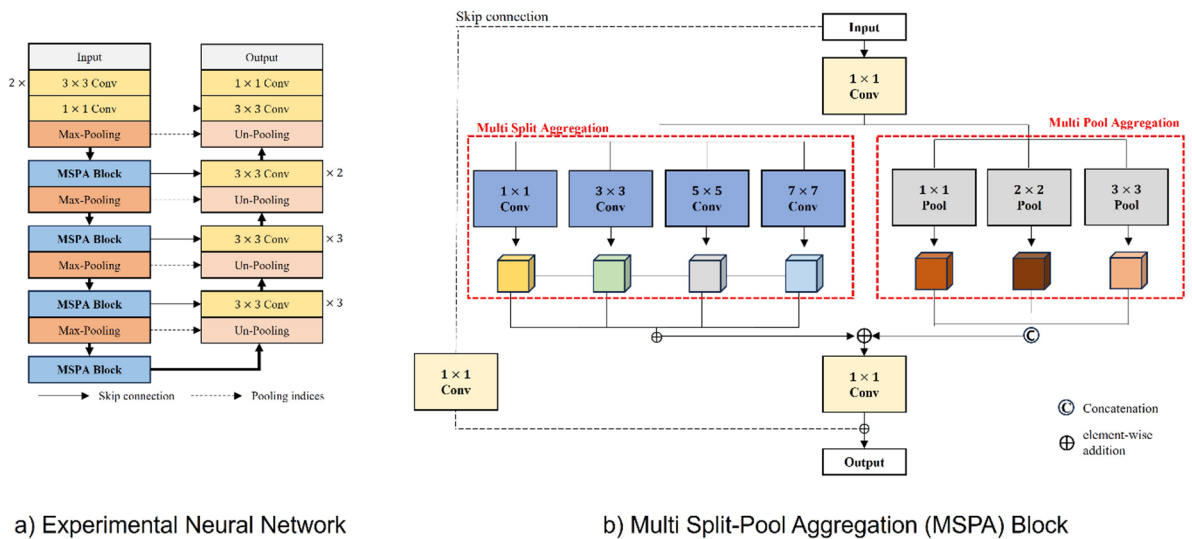 Input
2 ×
3 × 3 Conv
1 × 1 Conv
Max-Pooling
MSPA Block
Max-Pooling
MSPA Block
Max-Pooling
MSPA Block
Max-Pooling
MSPA Block
Output
1 × 1 Conv
3 × 3 Conv
Un-Pooling
3 × 3 Conv
× 2
Un-Pooling
3 × 3 Conv
× 3
Un-Pooling
3 × 3 Conv
× 3
Un-Pooling
Skip connection
Pooling indices
a) Experimental Neural Network
Skip connection
Input
1 × 1
Conv
Multi Split Aggregation
Multi Pool Aggregation
1 × 1
Conv
3 × 3
Conv
5 × 5
Conv
7 × 7
Conv
1 × 1
Pool
2 × 2
Pool
3 × 3
Pool
C
1 × 1
Conv
1 × 1
Conv
Output
C
Concatenation
element-wise
addition
b) Multi Split-Pool Aggregation (MSPA) Block